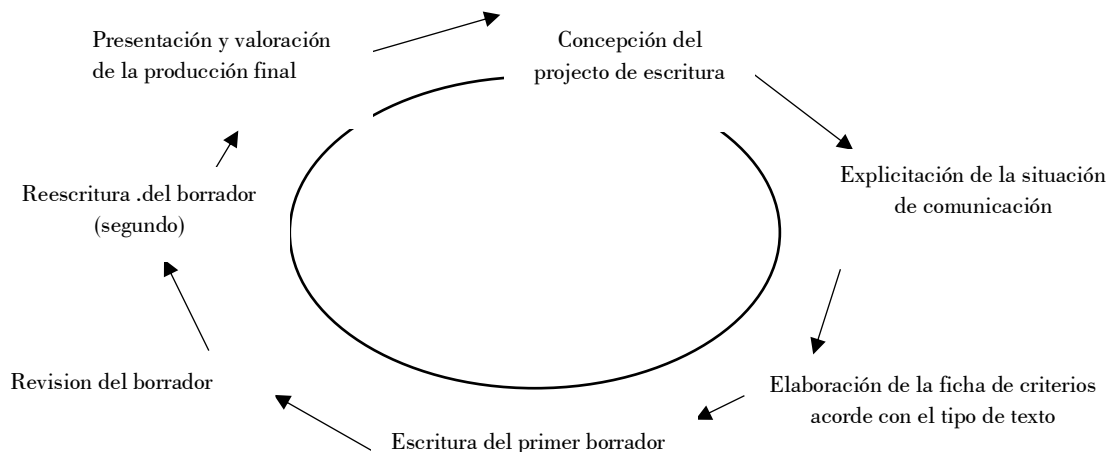 Presentación y valoración
de la producción final
Concepción del
projecto de escritura
Explicitación de la situación
de comunicación
Elaboración de la ficha de criterios
acorde con el tipo de texto
Escritura del primer borrador
Revision del borrador
Reescritura .del borrador
(segundo)